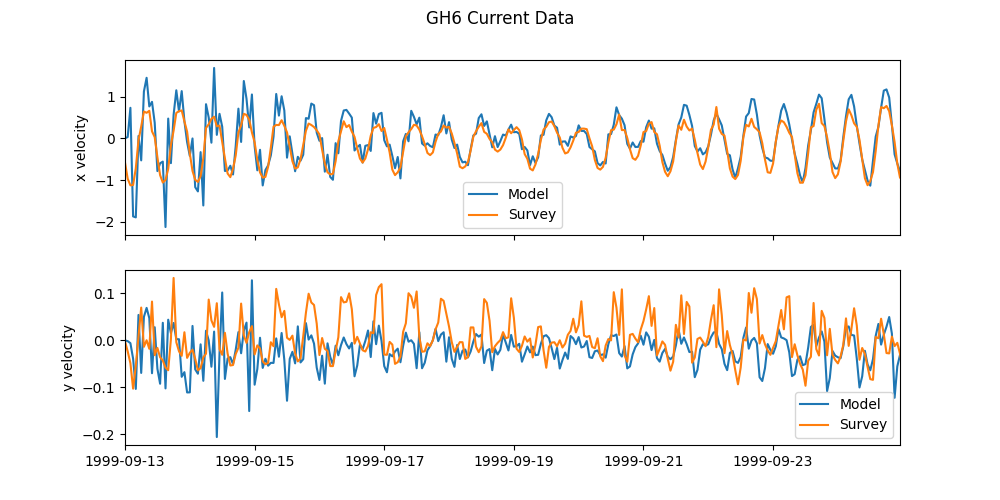 GH6 Current Data
x velocity
1
0
−1
−2
Model
Survey
y velocity
0.1
0.0
−0.1
−0.2
Model
Survey
1999-09-13
1999-09-15
1999-09-17
1999-09-19
1999-09-21
1999-09-23